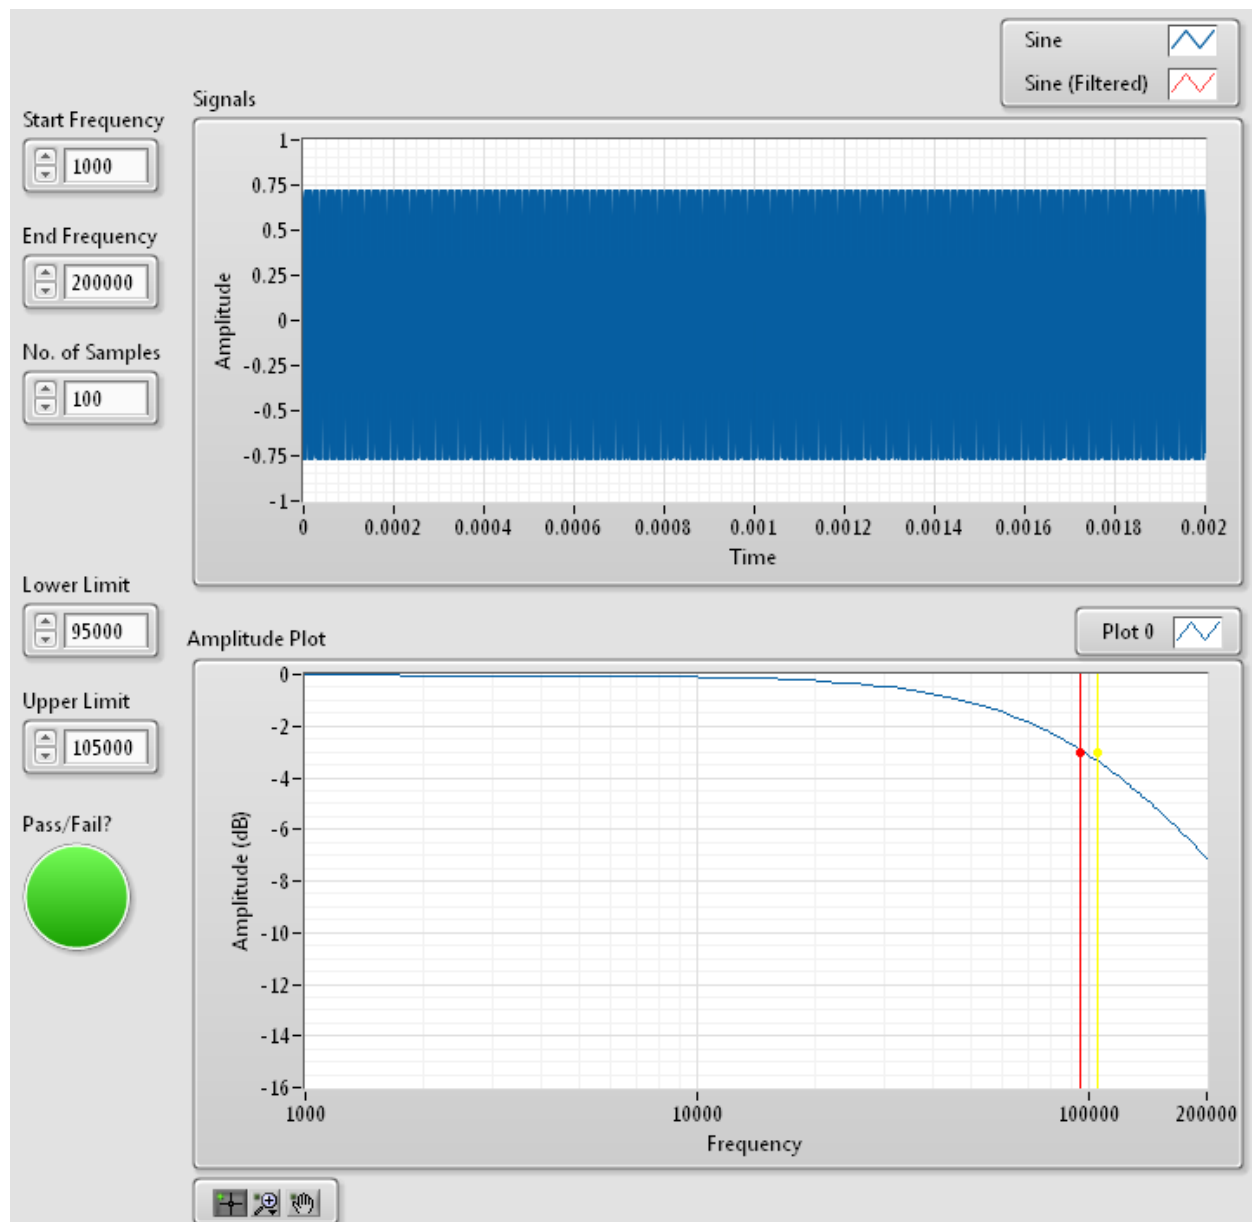 Sine
Sine (Filtered)
Signals
Start Frequency
1000
End Frequency
200000
No. of Samples
100
Amplitude
1
0.75
0.5
0.25
0
-0.25
-0.5
-0.75
-1
0 0.0002 0.0004 0.0006 0.0008 0.001 0.0012 0.0014 0.0016 0.0018 0.002
Time
Lower Limit
95000
Upper Limit
105000
Pass/Fail?
Amplitude Plot
Plot 0
Amplitude (dB)
0
-2
-4
-6
-8
-10
-12
-14
-16
1000 10000 100000 200000
Frequency